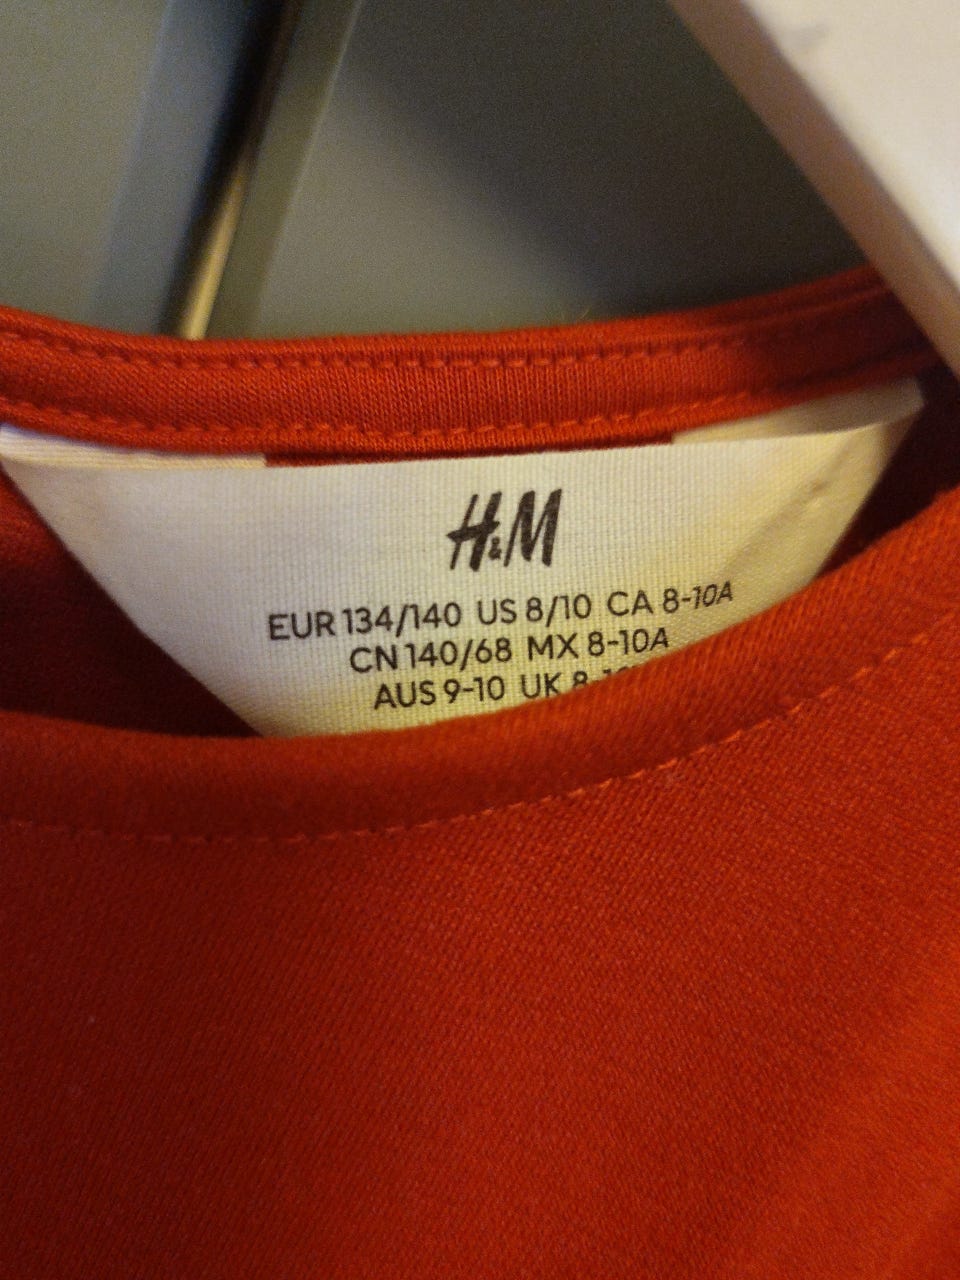 H&M
EUR 134/140 US 8/10 CA 8-10A
CN 140/68 MX 8-10A
AUS 9-10 UK